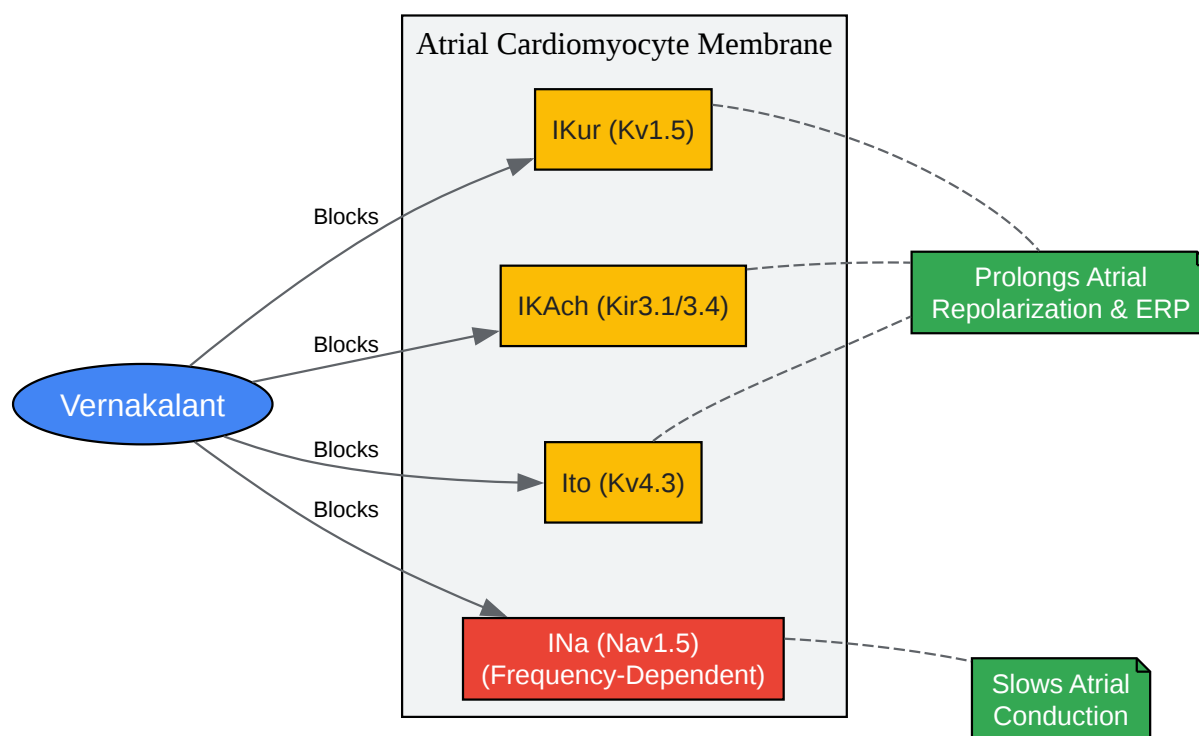 Atrial Cardiomyocyte Membrane
IKur (Kv1.5)
Blocks
Prolongs Atrial
Repolarization & ERP
IKAch (Kir3.1/3.4)
Blocks
Vernakalant
Blocks
Ito (Kv4.3)
Blocks
INa (Nav1.5)
(Frequency-Dependent)
Slows Atrial
Conduction